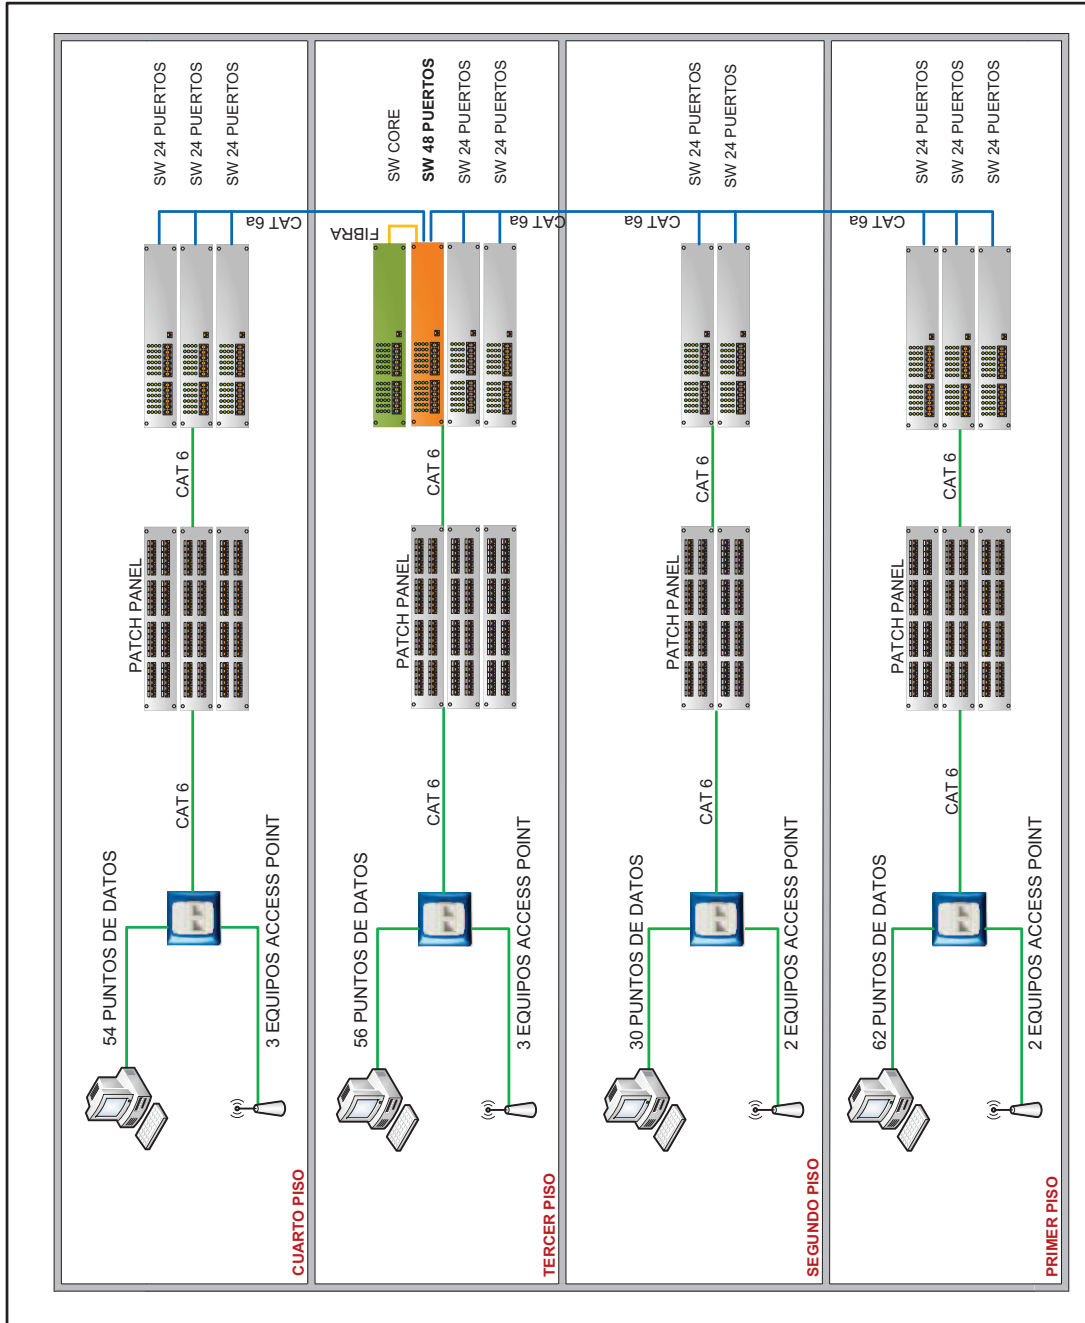 CUARTO PISO
54 PUNTOS DE DATOS
3 EQUIPOS ACCESS POINT
CAT 6
PATCH PANEL
CAT 6
CAT 6a
SW 24 PUERTOS
SW 24 PUERTOS
SW 24 PUERTOS
TERCER PISO
56 PUNTOS DE DATOS
3 EQUIPOS ACCESS POINT
CAT 6
PATCH PANEL
CAT 6
FIBRA
CAT 6a
SW CORE
SW 48 PUERTOS
SW 24 PUERTOS
SW 24 PUERTOS
SEGUNDO PISO
30 PUNTOS DE DATOS
2 EQUIPOS ACCESS POINT
CAT 6
PATCH PANEL
CAT 6
CAT 6a
SW 24 PUERTOS
SW 24 PUERTOS
PRIMER PISO
62 PUNTOS DE DATOS
2 EQUIPOS ACCESS POINT
CAT 6
PATCH PANEL
CAT 6
CAT 6a
SW 24 PUERTOS
SW 24 PUERTOS
SW 24 PUERTOS